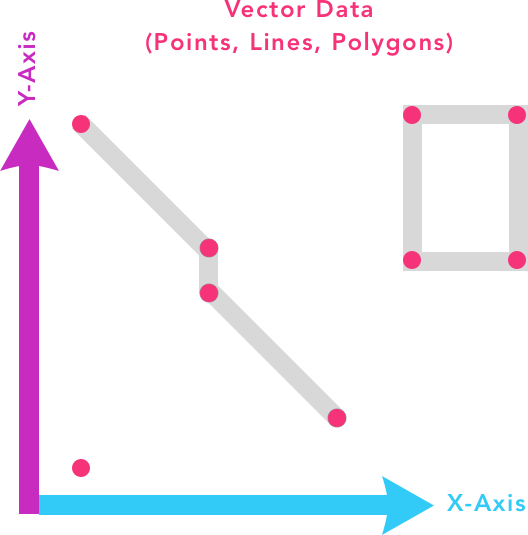 Vector Data
(Points, Lines, Polygons)
Y-Axis
X-Axis